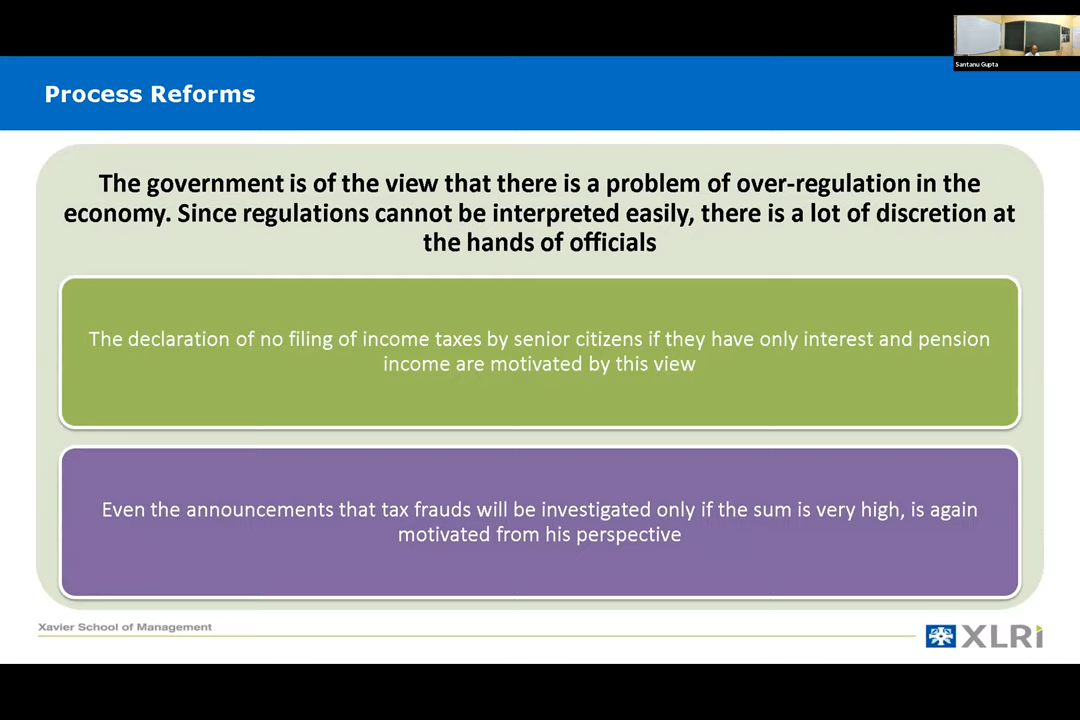 Santanu Gupta
Process Reforms
The government is of the view that there is a problem of over-regulation in the
economy. Since regulations cannot be interpreted easily, there is a lot of discretion at
the hands of officials
The declaration of no filing of income taxes by senior citizens if they have only interest and pension
income are motivated by this view
Even the announcements that tax frauds will be investigated only if the sum is very high, is again
motivated from his perspective
Xavier School of Management
XLRi